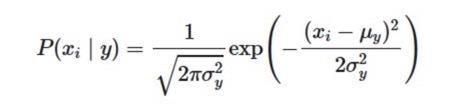 P(x_i | y) = \frac{1}{\sqrt{2\pi\sigma_y^2}} \exp\left(-\frac{(x_i - \mu_y)^2}{2\sigma_y^2}\right)